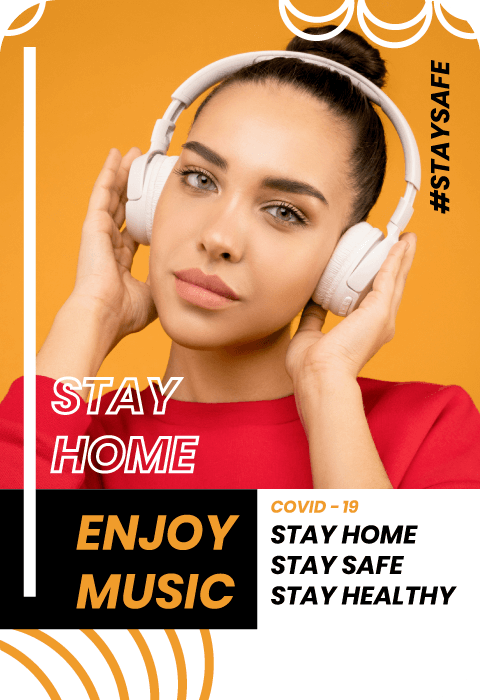 #STAYSAFE
STAY
HOME
ENJOY
MUSIC
COVID - 19
STAY HOME
STAY SAFE
STAY HEALTHY